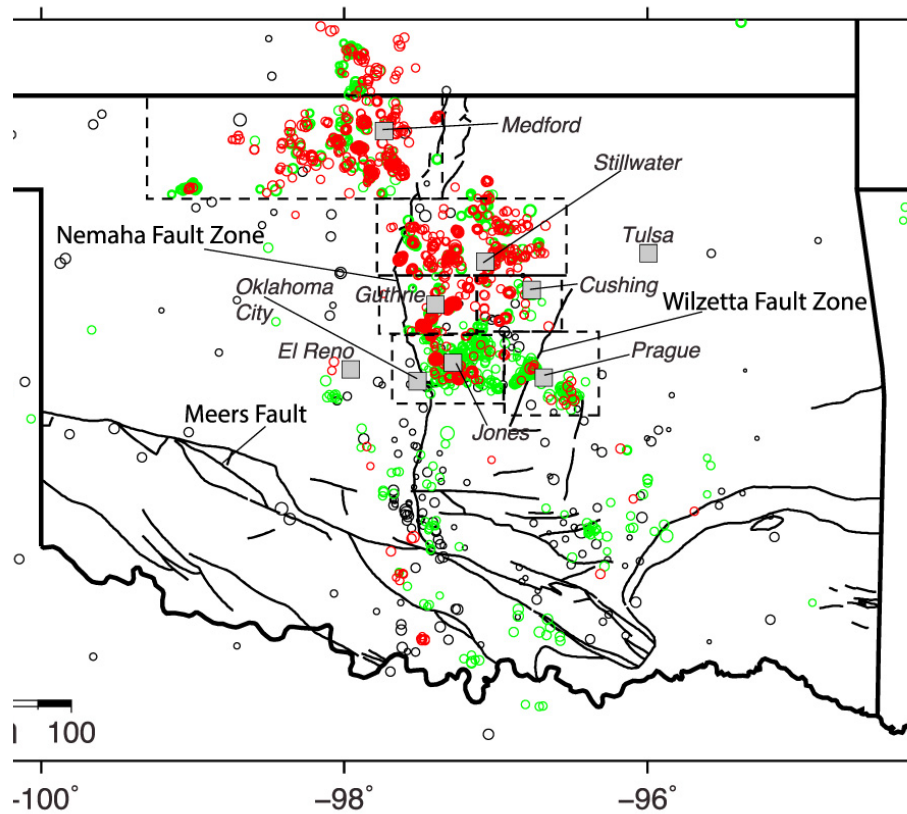 Medford
Stillwater
Nemaha Fault Zone
Tulsa
Oklahoma
City
Guthrie
Cushing
Wilzetta Fault Zone
El Reno
Prague
Meers Fault
Jones
100
-100°
-98°
-96°